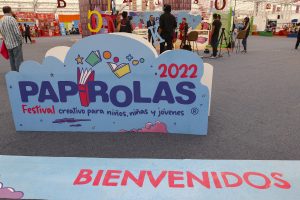 2022
PAPIROLAS
Festival creativo para niños, niñas y jóvenes ®
BIENVENIDOS